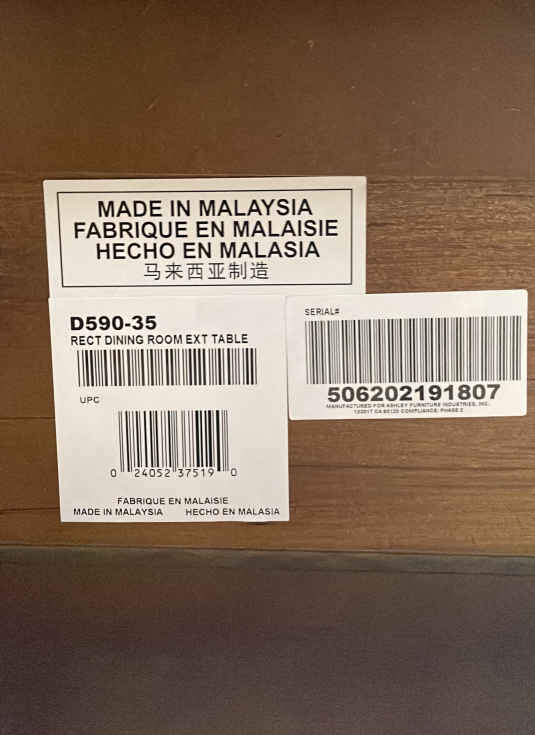 MADE IN MALAYSIA
FABRIQUE EN MALAISIE
HECHO EN MALASIA
马来西亚制造
D590-35
RECT DINING ROOM EXT TABLE
UPC
0 24052 37519 0
FABRIQUE EN MALAISIE
MADE IN MALAYSIA HECHO EN MALASIA
SERIAL#
506202191807
MANUFACTURED FOR ASHLEY FURNITURE INDUSTRIES, INC.
12/2017 CA 93120 COMPLIANCE: PHASE 2